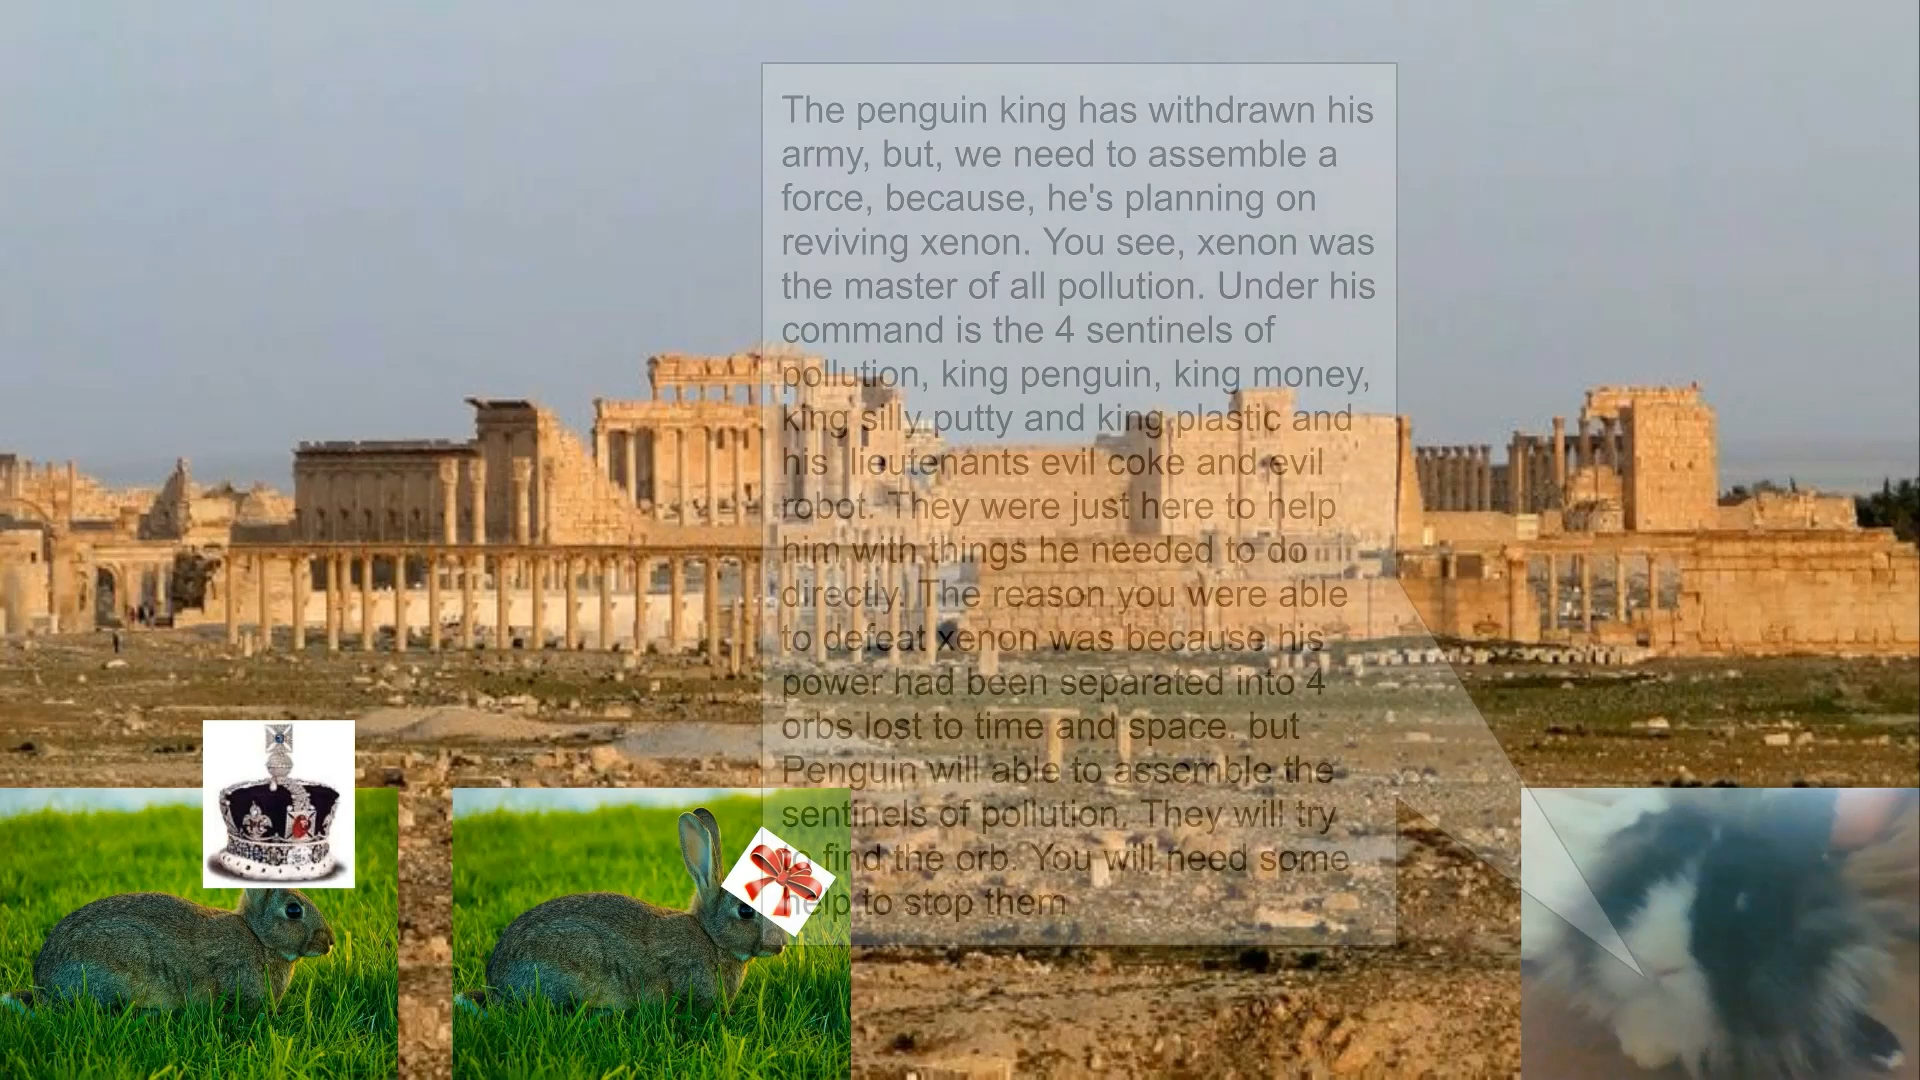 The penguin king has withdrawn his
army, but, we need to assemble a
force, because, he's planning on
reviving xenon. You see, xenon was
the master of all pollution. Under his
command is the 4 sentinels of
pollution, king penguin, king money,
king silly putty and king plastic and
his  lieutenants evil coke and evil
robot. They were just here to help
him with things he needed to do
directly. The reason you were able
to defeat xenon was because his
power had been separated into 4
orbs lost to time and space. but
Penguin will able to assemble the
sentinels of pollution. They will try
to find the orb. You will need some
help to stop them